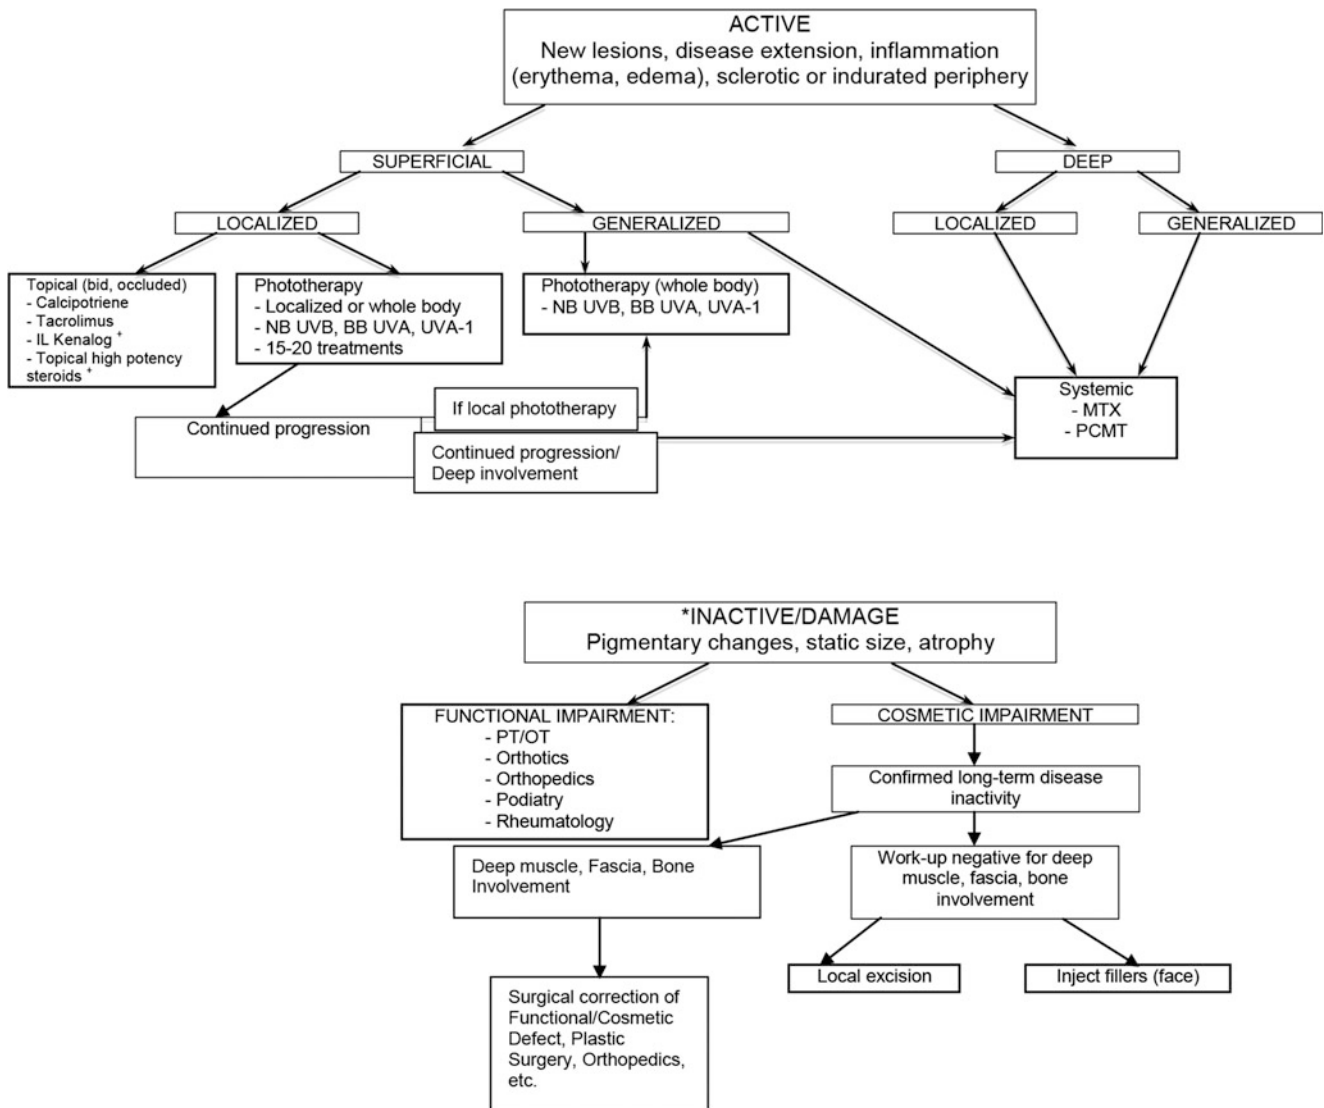 ACTIVE
New lesions, disease extension, inflammation
(erythema, edema), sclerotic or indurated periphery
SUPERFICIAL
DEEP
LOCALIZED
GENERALIZED
LOCALIZED
GENERALIZED
Topical (bid, occluded)
- Calcipotriene
- Tacrolimus
- IL Kenalog +
- Topical high potency
steroids +
Phototherapy
- Localized or whole body
- NB UVB, BB UVA, UVA-1
- 15-20 treatments
Phototherapy (whole body)
- NB UVB, BB UVA, UVA-1
Systemic
- MTX
- PCMT
If local phototherapy
Continued progression
Continued progression/
Deep involvement
*INACTIVE/DAMAGE
Pigmentary changes, static size, atrophy
FUNCTIONAL IMPAIRMENT:
- PT/OT
- Orthotics
- Orthopedics
- Podiatry
- Rheumatology
COSMETIC IMPAIRMENT
Confirmed long-term disease
inactivity
Deep muscle, Fascia, Bone
Involvement
Work-up negative for deep
muscle, fascia, bone
involvement
Local excision
Inject fillers (face)
Surgical correction of
Functional/Cosmetic
Defect, Plastic
Surgery, Orthopedics,
etc.